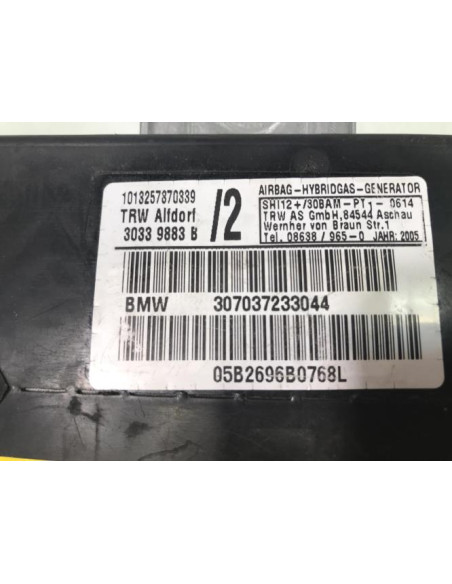 1013257870339
TRW Alfdorf
3033 9883 B
/2
AIRBAG-HYBRIDGAS-GENERATOR
SHI12+/30BAM-PT1- 0614
TRW AS GmbH,84544 Aschau
Wernher von Braun Str.1
Tel. 08638 / 965-0 JAHR: 2005
BMW 307037233044
05B2696B0768L